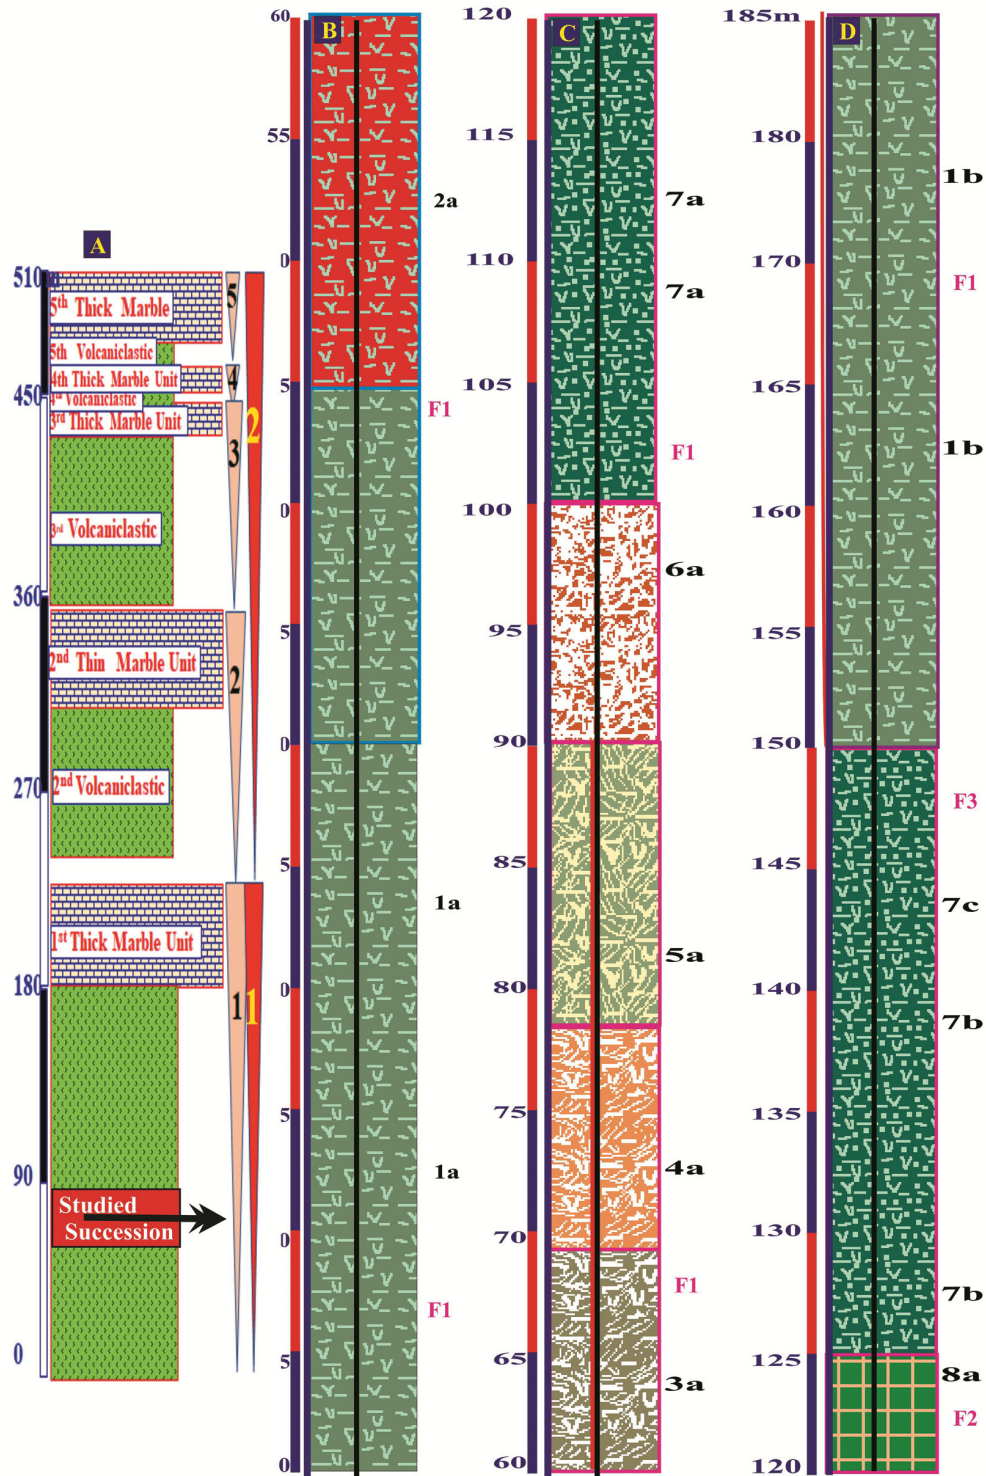 A
510m
5th Thick Marble
5th Volcaniclastic
4th Thick Marble Unit
450
4th Volcaniclastic
3rd Thick Marble Unit
3rd Volcaniclastic
360
2nd Thin Marble Unit
2nd Volcaniclastic
270
1st Thick Marble Unit
180
90
Studied
Succession
0
5
4
3
2
1
2
1
B
60
55
0
5
0
5
0
5
0
5
0
5
0
2a
F1
1a
1a
F1
C
120
115
110
105
100
95
90
85
80
75
70
65
60
7a
7a
F1
6a
5a
4a
F1
3a
D
185m
180
170
165
160
155
150
145
140
135
130
125
120
1b
F1
1b
F3
7c
7b
7b
8a
F2